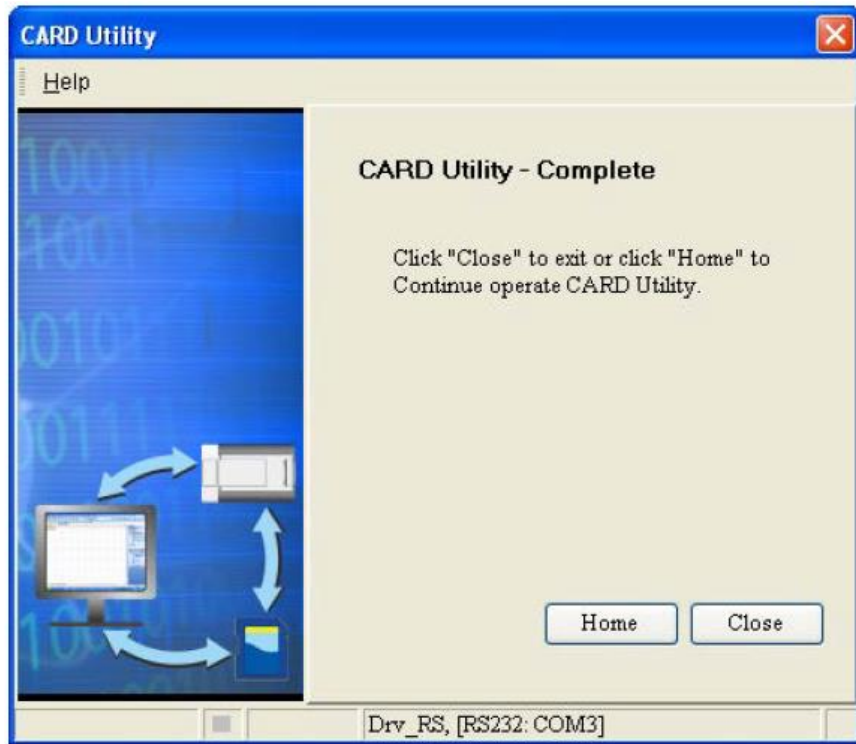 CARD Utility
Help
CARD Utility - Complete
Click "Close" to exit or click "Home" to
Continue operate CARD Utility.
Home
Close
Drv_RS, [RS232: COM3]